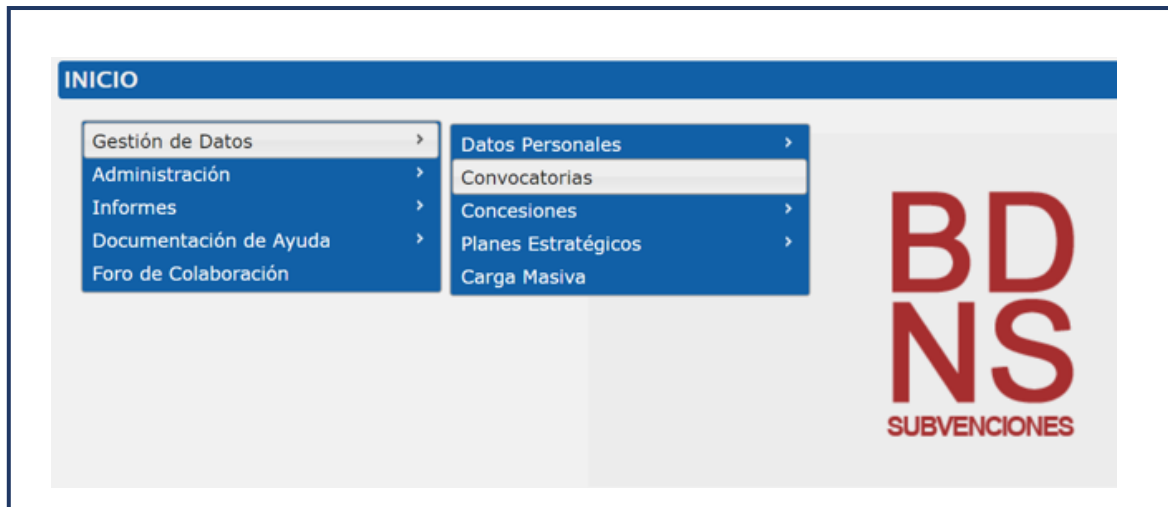 INICIO
Gestión de Datos
Administración
Informes
Documentación de Ayuda
Foro de Colaboración
Datos Personales
Convocatorias
Concesiones
Planes Estratégicos
Carga Masiva
BD
NS
SUBVENCIONES